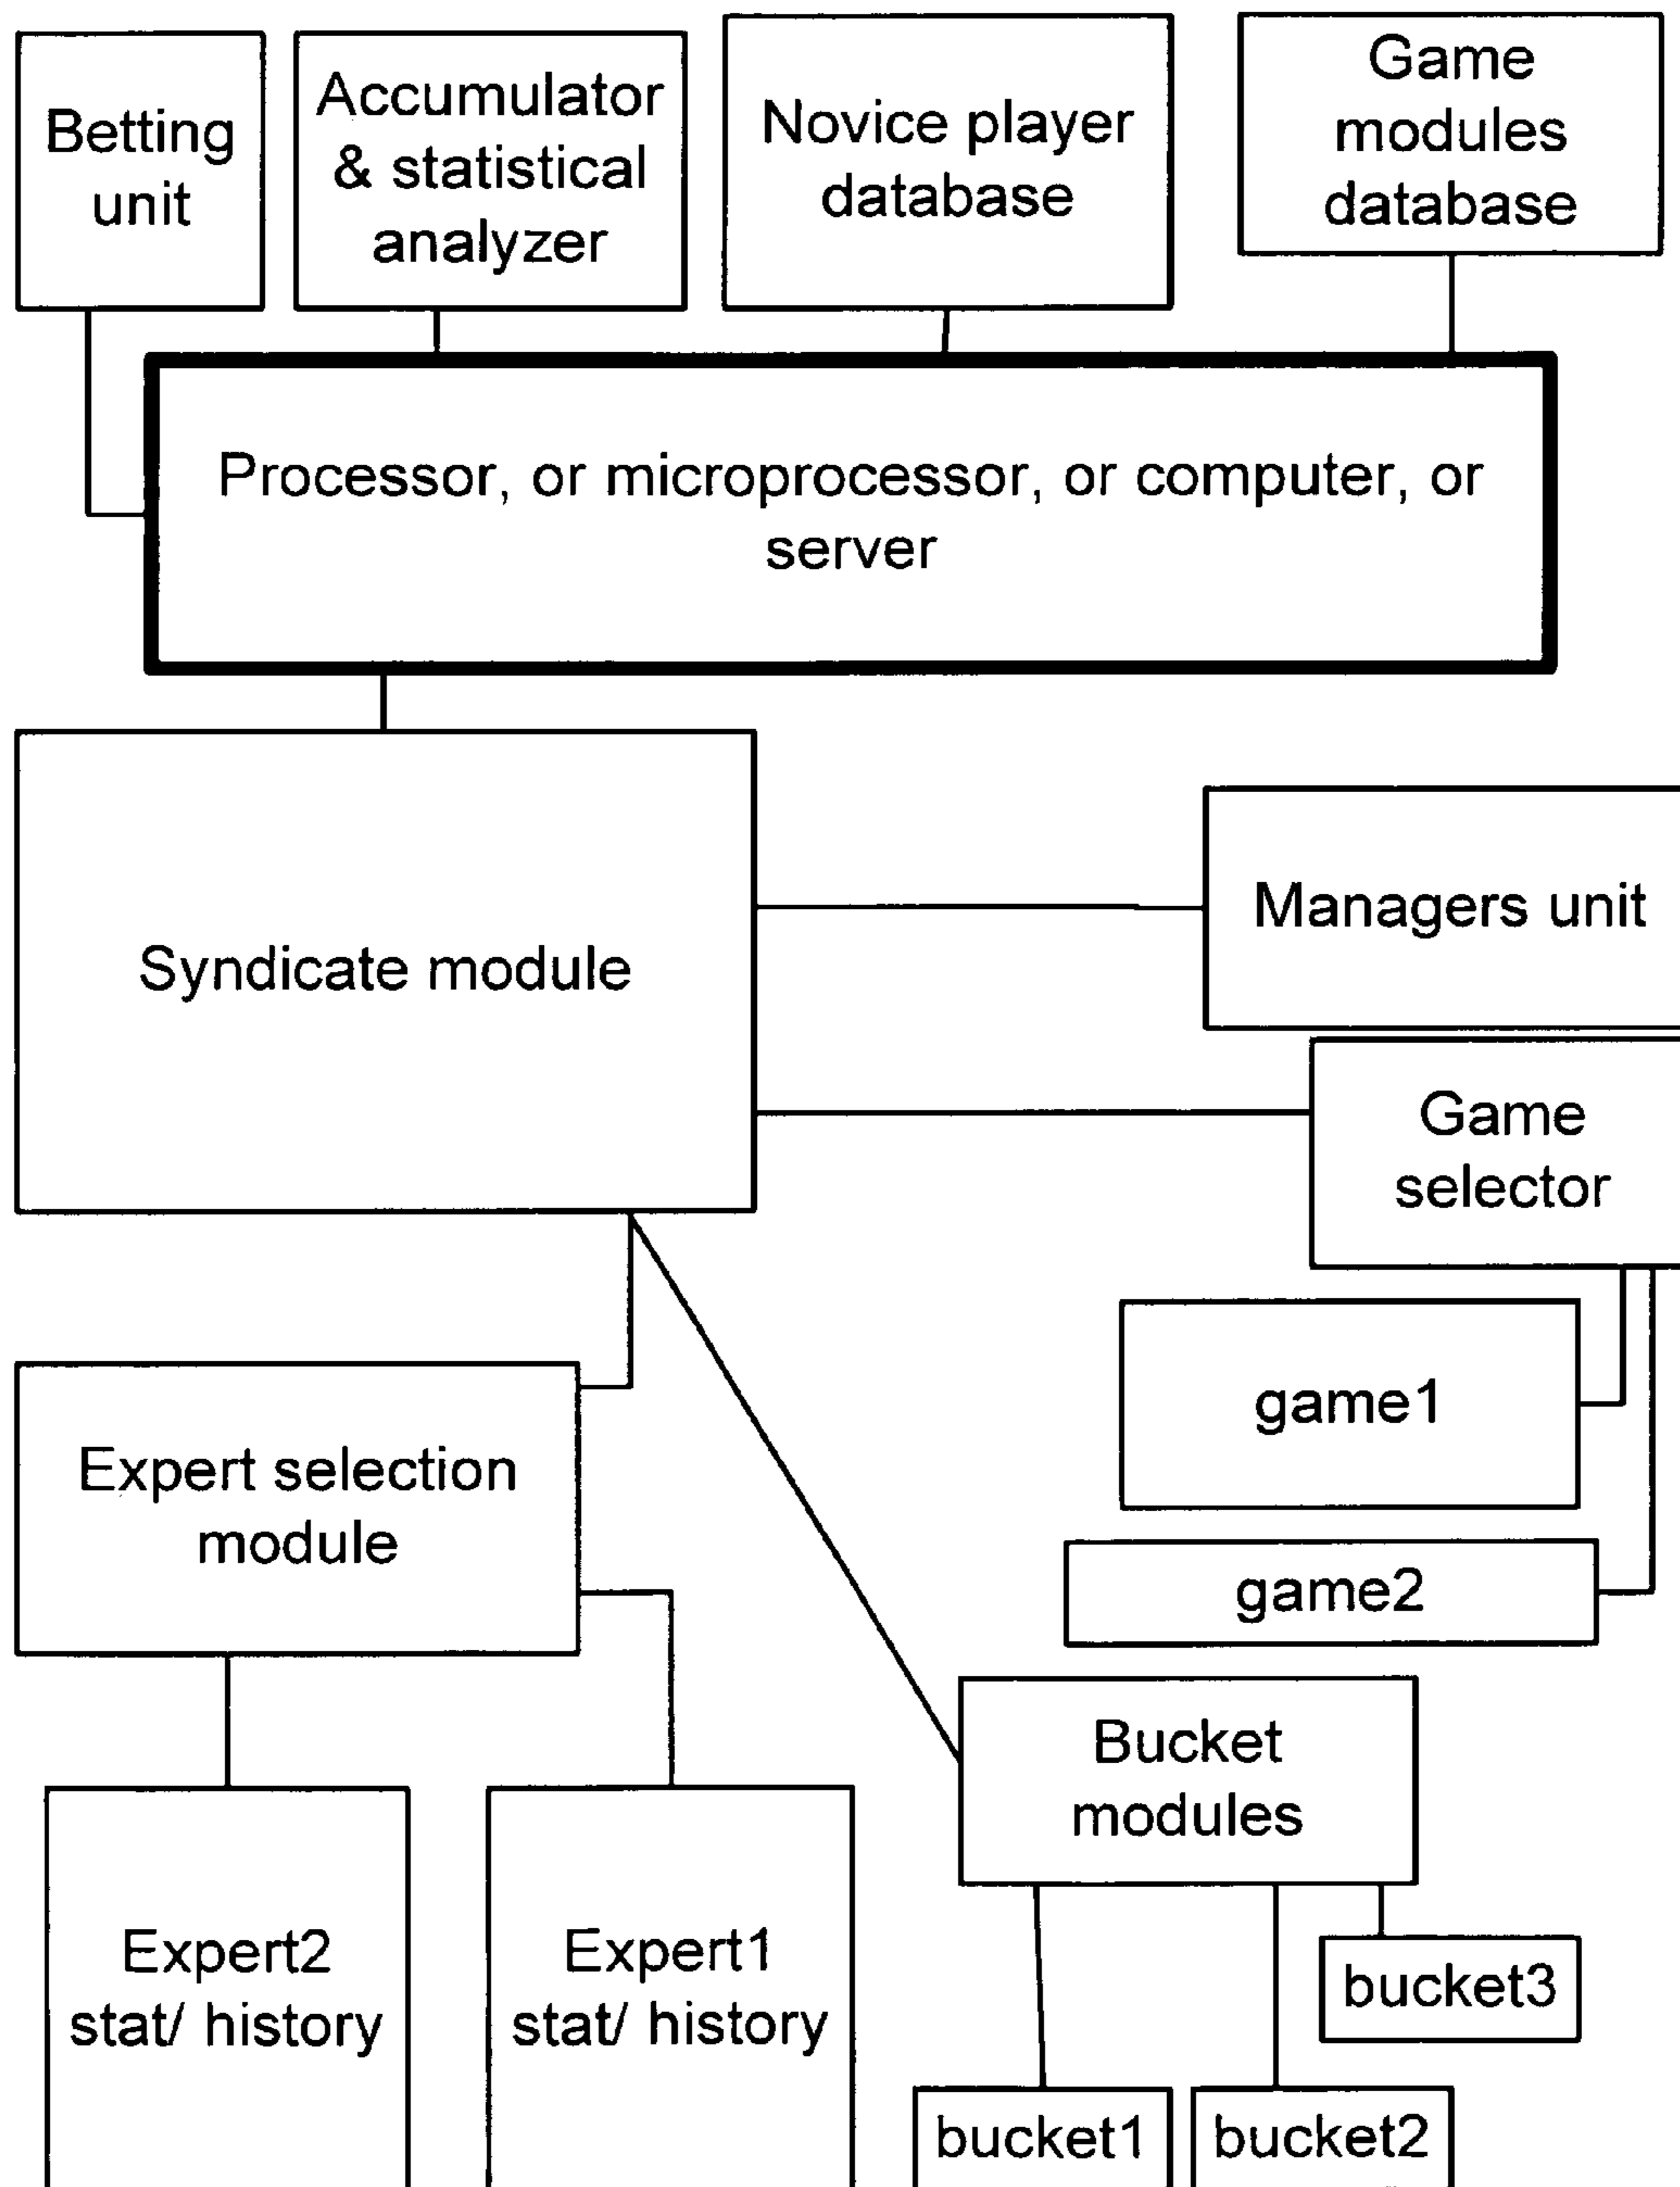 Betting
unit
Accumulator
& statistical
analyzer
Novice player
database
Game
modules
database
Processor, or microprocessor, or computer, or
server
Syndicate module
Managers unit
Game
selector
game1
Expert selection
module
game2
Bucket
modules
Expert2
stat/ history
Expert1
stat/ history
bucket3
bucket1
bucket2